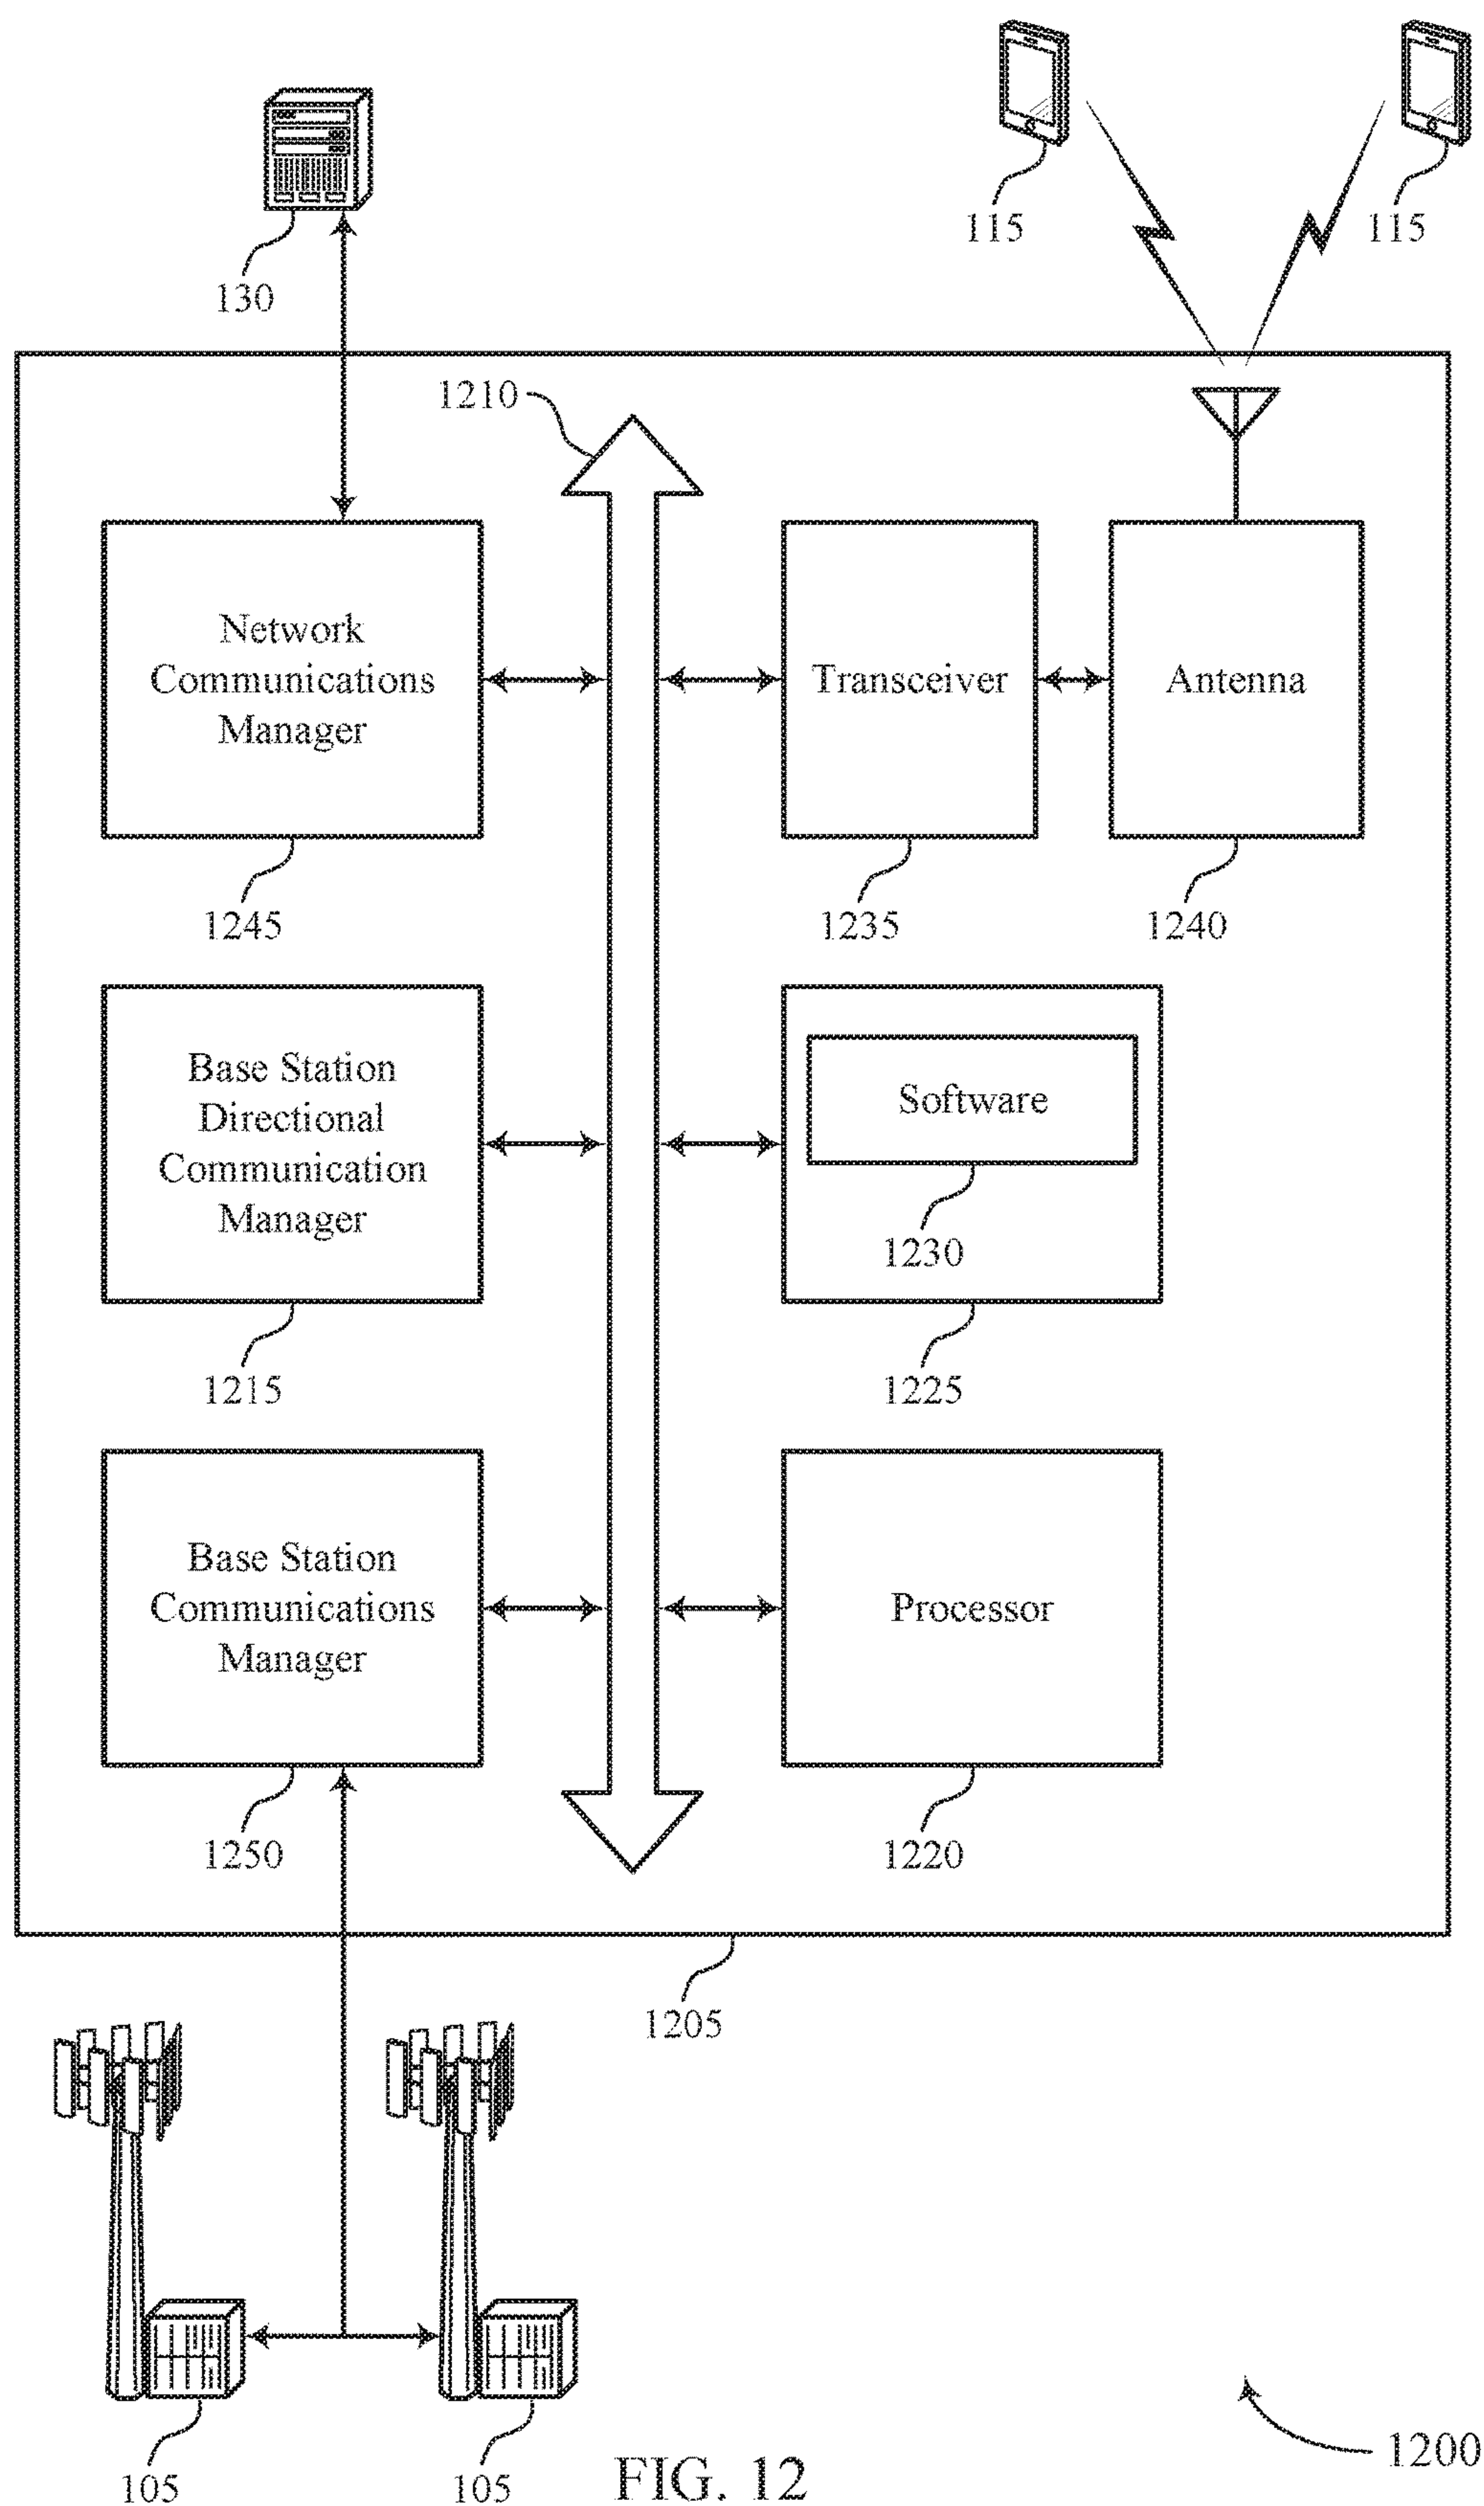 115
115
130
1210
Network
Communications
Manager
Transceiver
Antenna
1245
1235
1240
Base Station
Directional
Communication
Manager
Software
1230
1215
1225
Base Station
Communications
Manager
Processor
1250
1220
1205
105
105
FIG. 12
1200